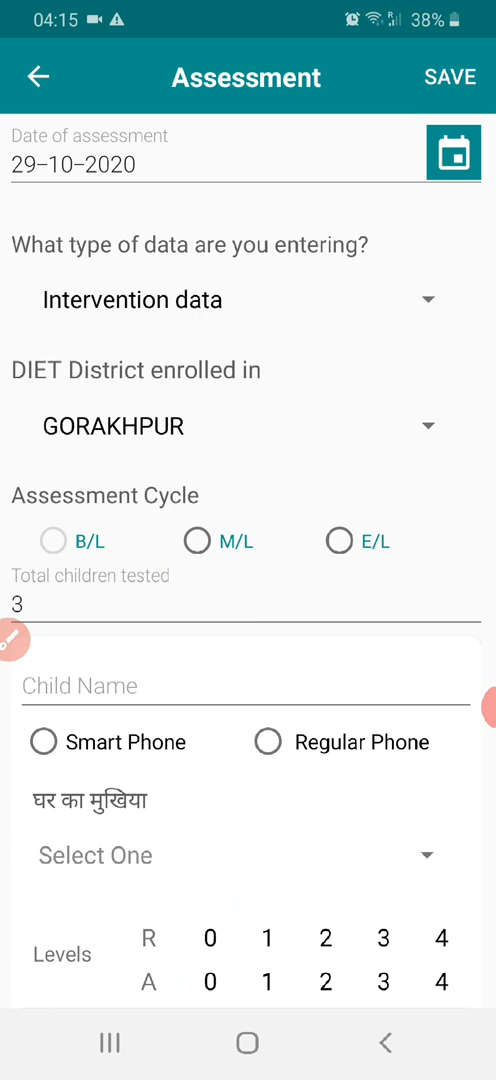 04:15 38%
Assessment SAVE
Date of assessment
29-10-2020
What type of data are you entering?
Intervention data
DIET District enrolled in
GORAKHPUR
Assessment Cycle
B/L M/L E/L
Total children tested
3
Child Name
Smart Phone Regular Phone
घर का मुखिया
Select One
Levels
R 0 1 2 3 4
A 0 1 2 3 4